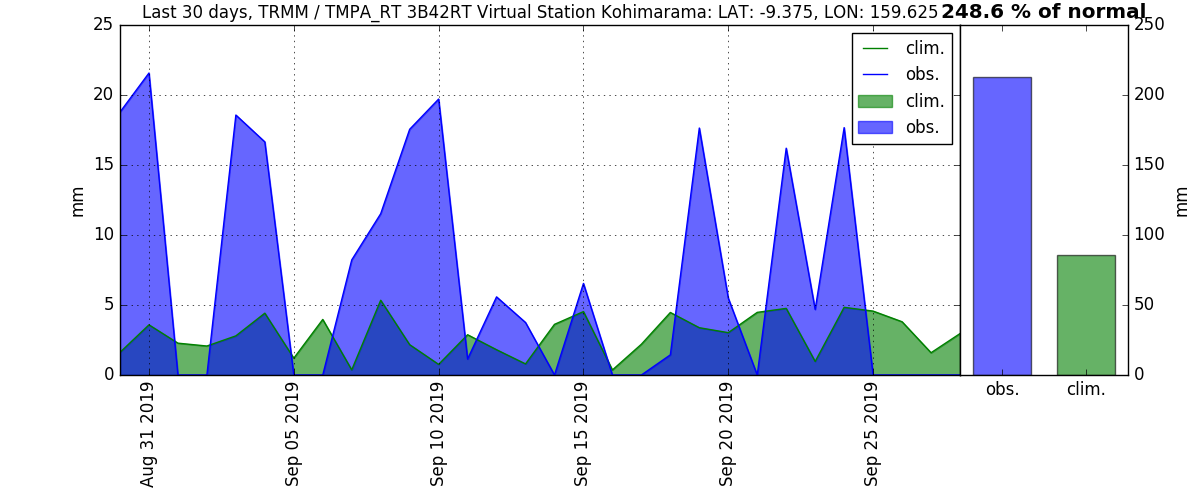 Last 30 days, TRMM / TMPA_RT 3B42RT Virtual Station Kohimarama: LAT: -9.375, LON: 159.625
248.6 % of normal
25
20
15
10
5
0
mm
clim.
obs.
clim.
obs.
250
200
150
100
50
0
mm
obs.
clim.
Aug 31 2019
Sep 05 2019
Sep 10 2019
Sep 15 2019
Sep 20 2019
Sep 25 2019